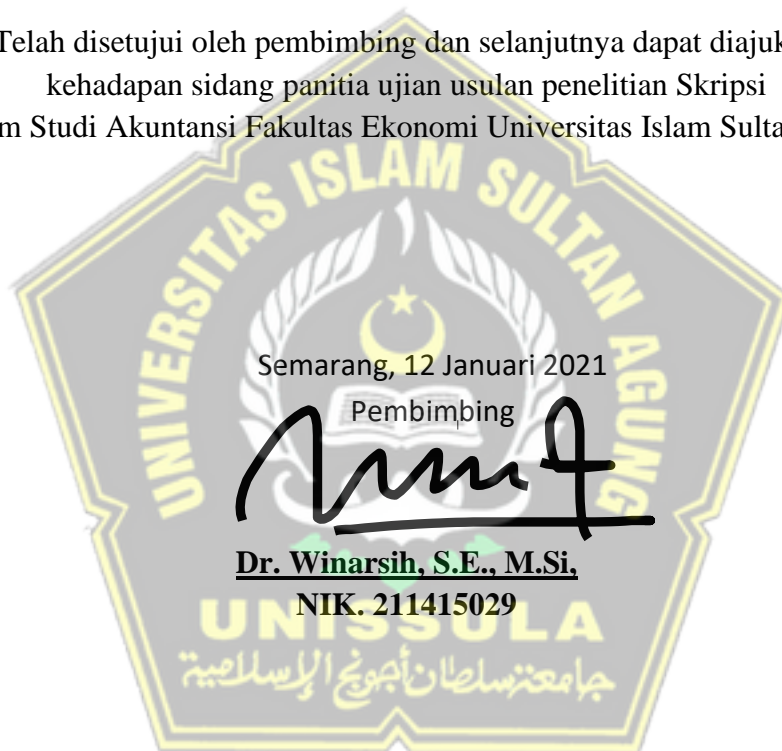 Telah disetujui oleh pembimbing dan selanjutnya dapat diajuk
kehadapan sidang panitia ujian usulan penelitian Skripsi
m Studi Akuntansi Fakultas Ekonomi Universitas Islam Sulta
UNIVERSITAS ISLAM SULTAN AGUNG
Semarang, 12 Januari 2021
Pembimbing
Dr. Winarsih, S.E., M.Si,
NIK. 211415029
UNISSULA
جامعتنسلطان أجونج الإسلامية